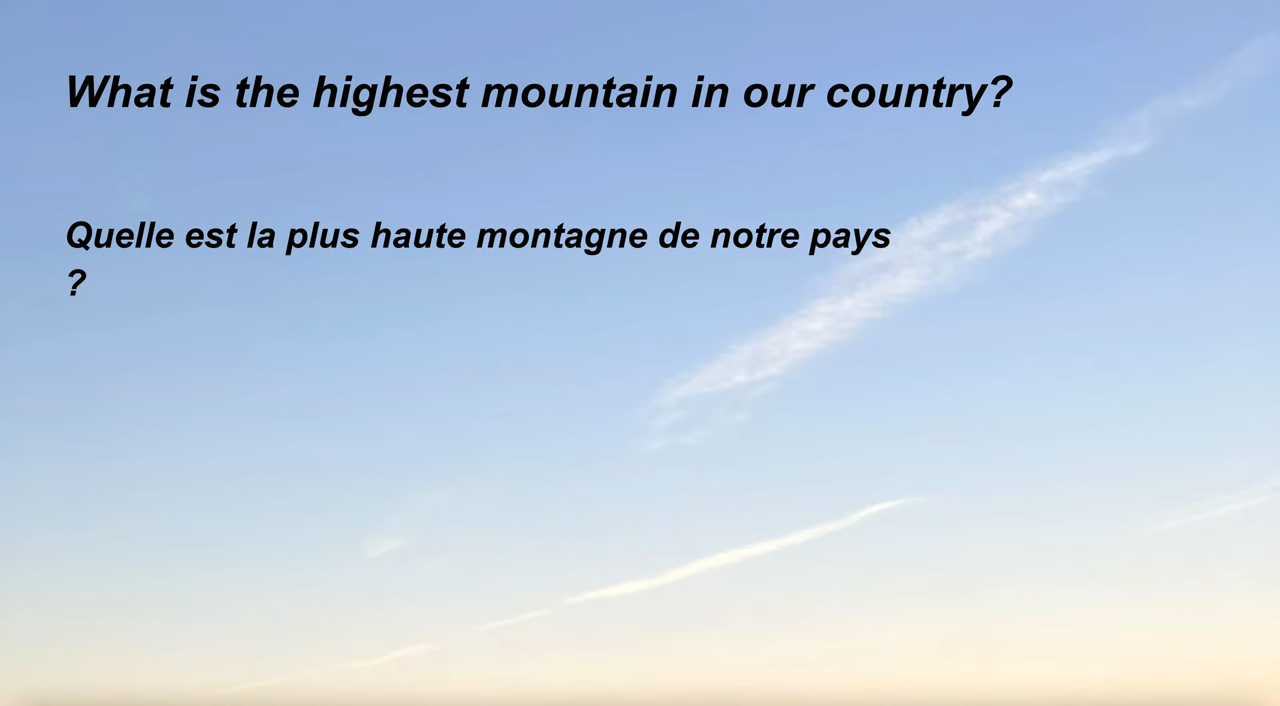 What is the highest mountain in our country?
Quelle est la plus haute montagne de notre pays
?